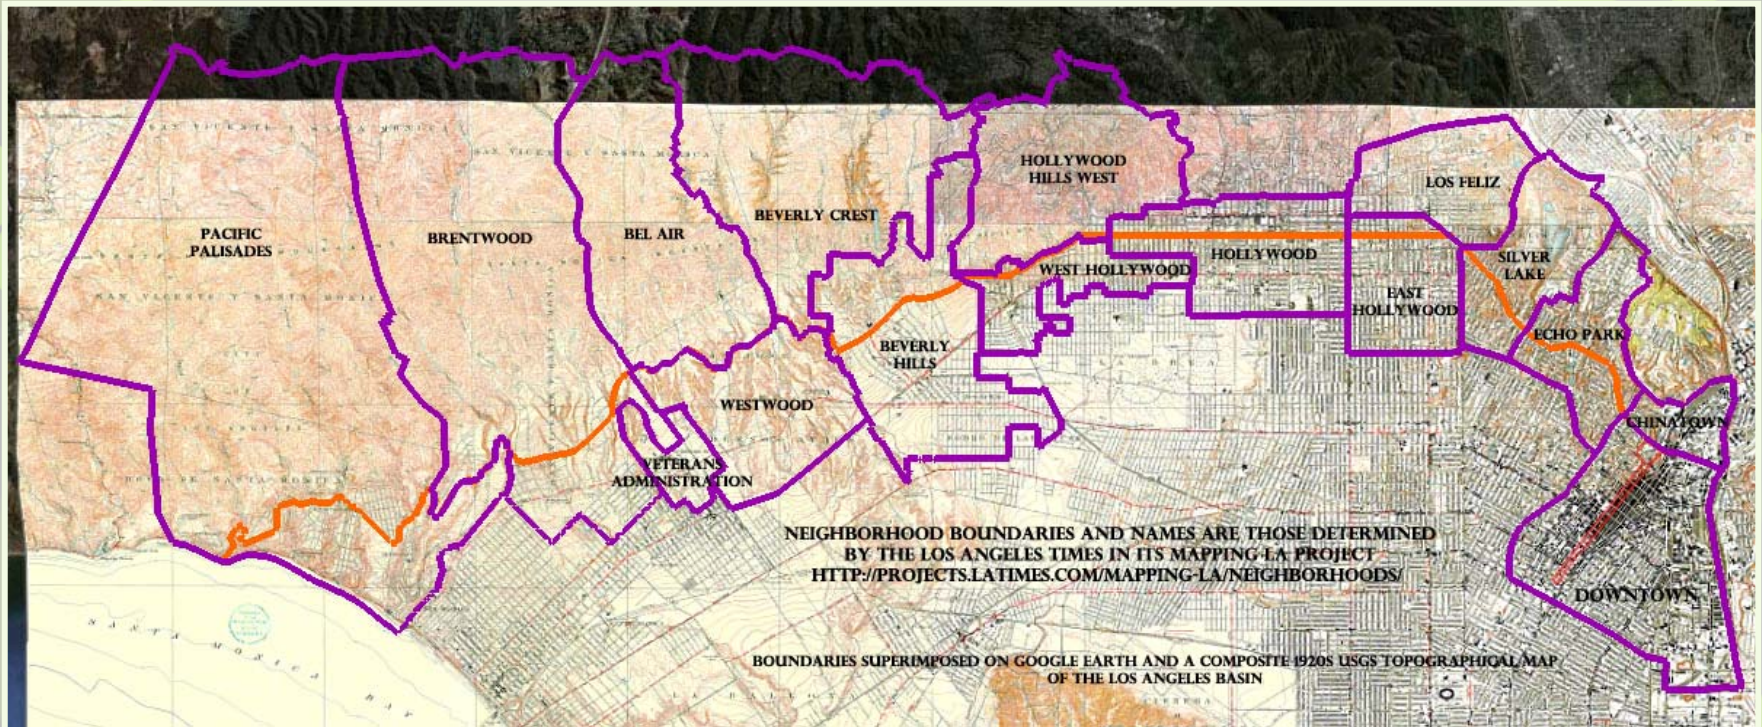 HOLLYWOOD
HILLS WEST
LOS FELIZ
BEVERLY CREST
PACIFIC
PALISADES
BRENTWOOD
BEL AIR
HOLLYWOOD
SILVER
LAKE
WEST HOLLYWOOD
EAST
HOLLYWOOD
ECHO PARK
BEVERLY
HILLS
WESTWOOD
CHINATOWN
VETERANS
ADMINISTRATION
NEIGHBORHOOD BOUNDARIES AND NAMES ARE THOSE DETERMINED
BY THE LOS ANGELES TIMES IN ITS MAPPING LA PROJECT
HTTP://PROJECTS.LATIMES.COM/MAPPING-LA/NEIGHBORHOODS/
DOWNTOWN
BOUNDARIES SUPERIMPOSED ON GOOGLE EARTH AND A COMPOSITE 1920S USGS TOPOGRAPHICAL MAP
OF THE LOS ANGELES BASIN
SANTA MONICA BAY